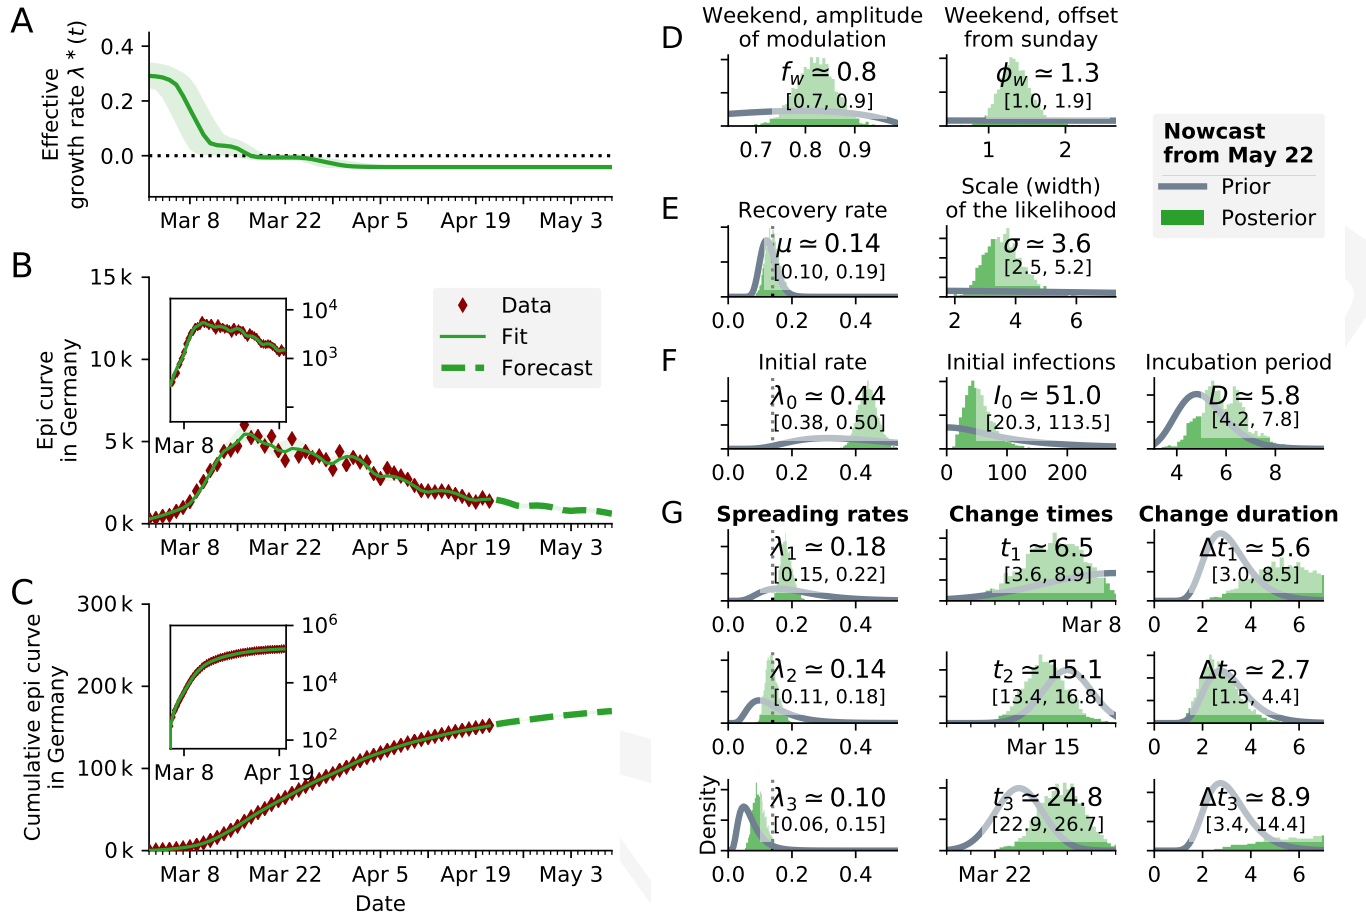 A
Effective
growth rate λ*(t)
0.4
0.2
0.0
Mar 8
Mar 22
Apr 5
Apr 19
May 3
B
Epi curve
in Germany
15 k
10 k
5 k
0 k
10⁴
10³
Mar 8
Data
Fit
Forecast
Mar 8
Mar 22
Apr 5
Apr 19
May 3
C
Cumulative epi curve
in Germany
300 k
200 k
100 k
0 k
10⁶
10⁴
10²
Mar 8
Apr 19
Mar 8
Mar 22
Apr 5
Apr 19
May 3
Date
D
Weekend, amplitude
of modulation
f_w ≃ 0.8
[0.7, 0.9]
0.7
0.8
0.9
Weekend, offset
from sunday
ϕ_w ≃ 1.3
[1.0, 1.9]
1
2
Nowcast
from May 22
Prior
Posterior
E
Recovery rate
μ ≃ 0.14
[0.10, 0.19]
0.0
0.2
0.4
Scale (width)
of the likelihood
σ ≃ 3.6
[2.5, 5.2]
2
4
6
F
Initial rate
λ₀ ≃ 0.44
[0.38, 0.50]
0.0
0.2
0.4
Initial infections
I₀ ≃ 51.0
[20.3, 113.5]
0
100
200
Incubation period
D ≃ 5.8
[4.2, 7.8]
4
6
8
G
Spreading rates
λ₁ ≃ 0.18
[0.15, 0.22]
0.0
0.2
0.4
Change times
t₁ ≃ 6.5
[3.6, 8.9]
Mar 8
Change duration
Δt₁ ≃ 5.6
[3.0, 8.5]
0
2
4
6
λ₂ ≃ 0.14
[0.11, 0.18]
0.0
0.2
0.4
t₂ ≃ 15.1
[13.4, 16.8]
Mar 15
Δt₂ ≃ 2.7
[1.5, 4.4]
0
2
4
6
Density
λ₃ ≃ 0.10
[0.06, 0.15]
0.0
0.2
0.4
t₃ ≃ 24.8
[22.9, 26.7]
Mar 22
Δt₃ ≃ 8.9
[3.4, 14.4]
0
2
4
6